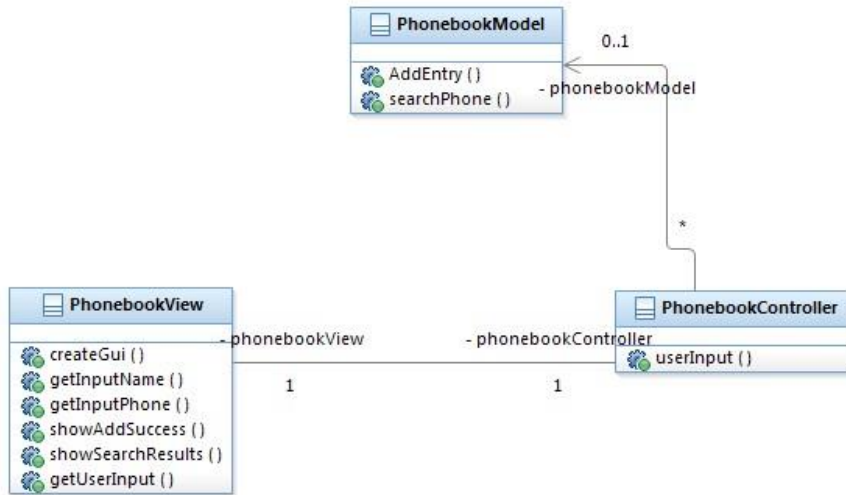 PhonebookModel
AddEntry ()
searchPhone ()
0..1
- phonebookModel
*
PhonebookView
createGui ()
getInputName ()
getInputPhone ()
showAddSuccess ()
showSearchResults ()
getUserInput ()
- phonebookView
1
- phonebookController
1
PhonebookController
userInput ()